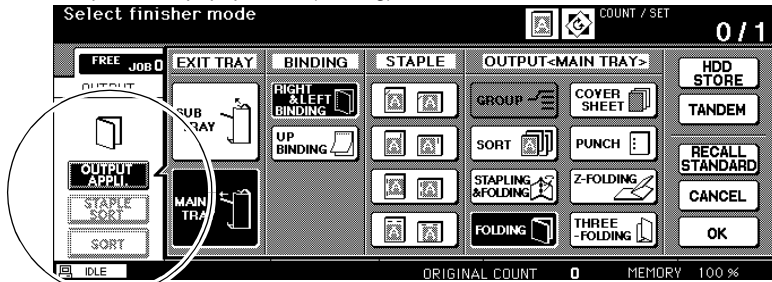 Select finisher mode
COUNT / SET
0 / 1
FREE JOB 0
EXIT TRAY
BINDING
STAPLE
OUTPUT<MAIN TRAY>
HDD
STORE
OUTPUT
SUB
TRAY
RIGHT
&LEFT
BINDING
GROUP
COVER
SHEET
TANDEM
UP
BINDING
SORT
PUNCH
RECALL
STANDARD
OUTPUT
APPLI.
STAPLING
&FOLDING
Z-FOLDING
CANCEL
STAPLE
SORT
MAIN
TRA
FOLDING
THREE
-FOLDING
OK
SORT
IDLE
ORIGINAL COUNT 0 MEMORY 100 %